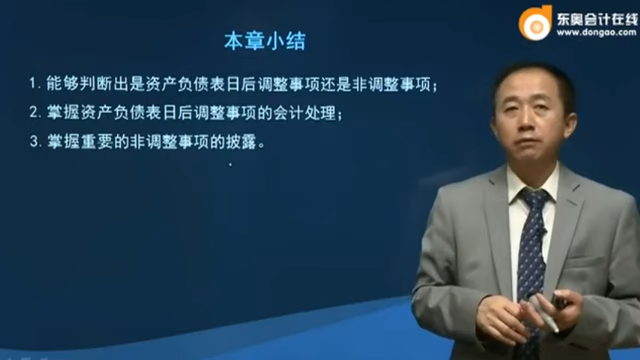 东奥会计在线
www.dongao.com
本章小结
1.能够判断出是资产负债表日后调整事项还是非调整事项;
2.掌握资产负债表日后调整事项的会计处理;
3.掌握重要的非调整事项的披露。